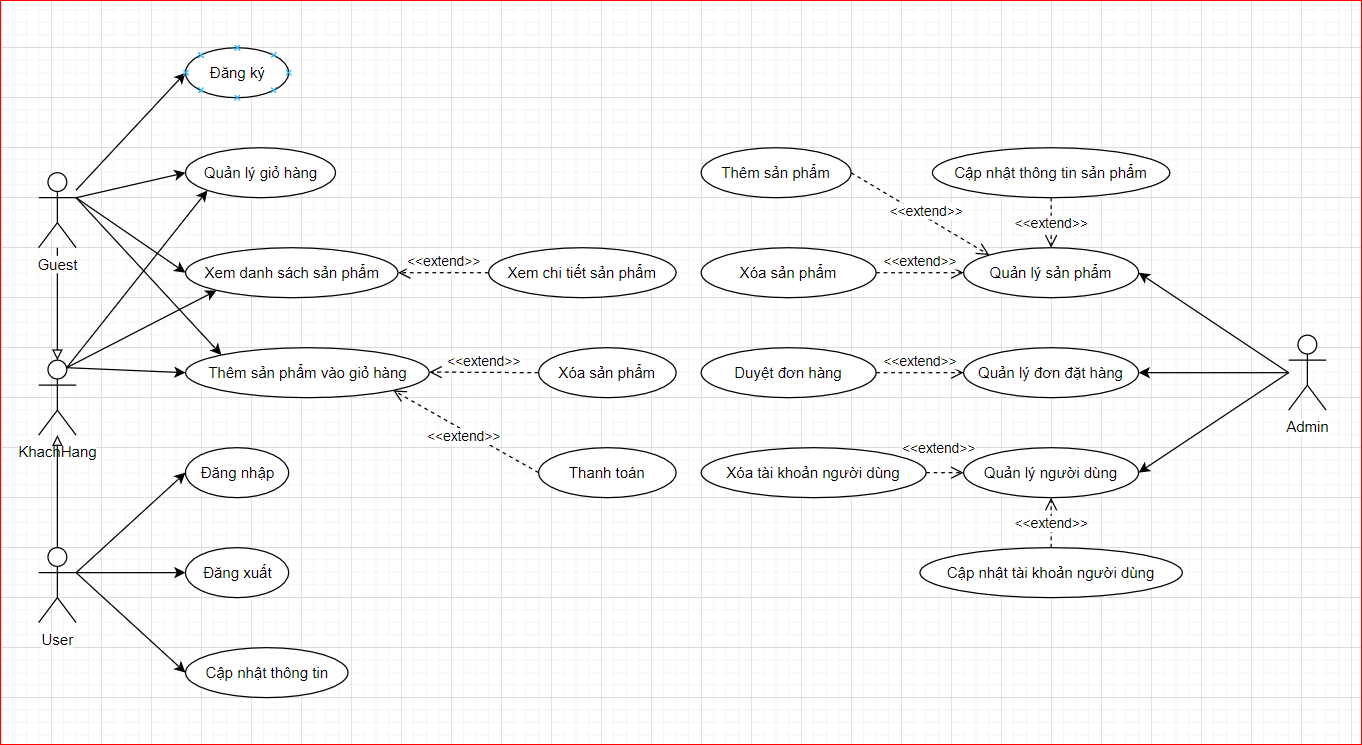 Đăng ký
Quản lý giỏ hàng
Thêm sản phẩm
Cập nhật thông tin sản phẩm
<<extend>>
<<extend>>
Guest
Xem danh sách sản phẩm
<<extend>>
Xem chi tiết sản phẩm
Xóa sản phẩm
<<extend>>
Quản lý sản phẩm
Thêm sản phẩm vào giỏ hàng
<<extend>>
Xóa sản phẩm
Duyệt đơn hàng
<<extend>>
Quản lý đơn đặt hàng
Admin
KhachHang
<<extend>>
Đăng nhập
Thanh toán
Xóa tài khoản người dùng
<<extend>>
Quản lý người dùng
<<extend>>
Đăng xuất
Cập nhật tài khoản người dùng
User
Cập nhật thông tin